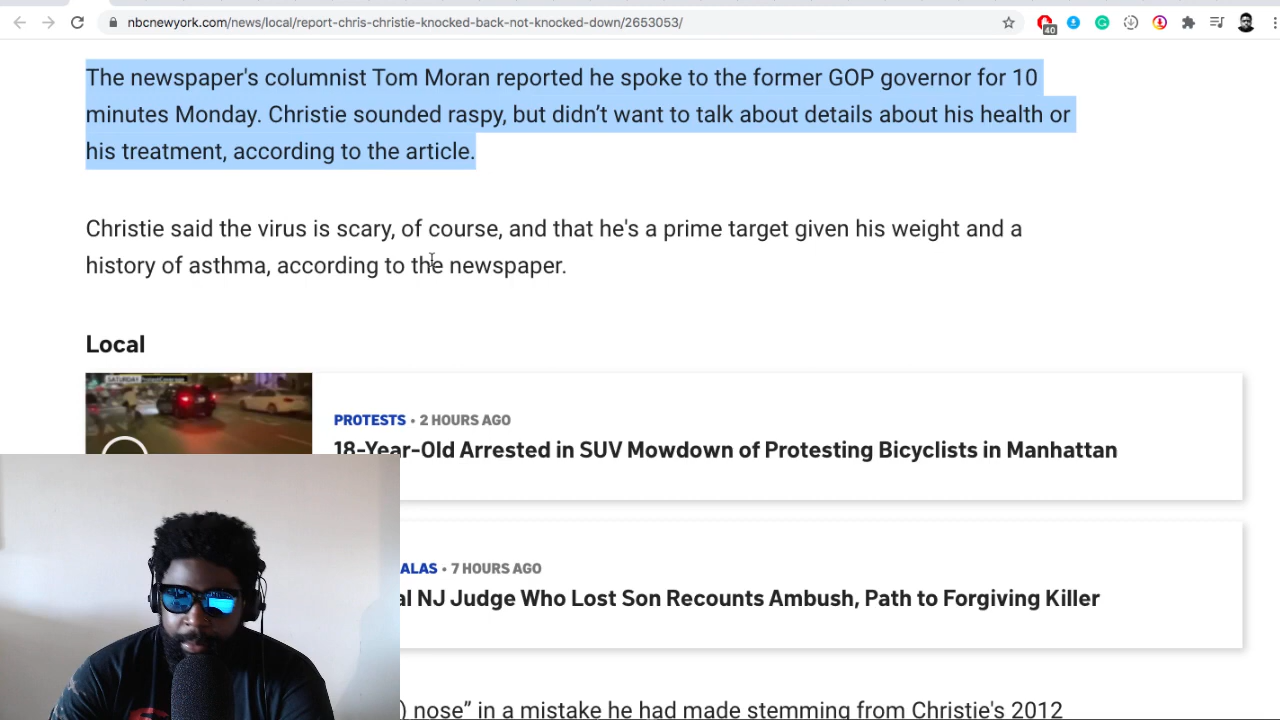 nbcnewyork.com/news/local/report-chris-christie-knocked-back-not-knocked-down/2653053/
40
The newspaper's columnist Tom Moran reported he spoke to the former GOP governor for 10
minutes Monday. Christie sounded raspy, but didn’t want to talk about details about his health or
his treatment, according to the article.
Christie said the virus is scary, of course, and that he's a prime target given his weight and a
history of asthma, according to the newspaper.
Local
PROTESTS • 2 HOURS AGO
18-Year-Old Arrested in SUV Mowdown of Protesting Bicyclists in Manhattan
ALAS • 7 HOURS AGO
al NJ Judge Who Lost Son Recounts Ambush, Path to Forgiving Killer
) nose” in a mistake he had made stemming from Christie's 2012